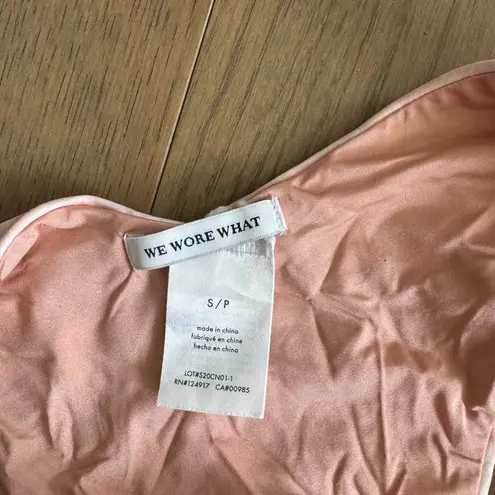 WE WORE WHAT
S/P
made in china
fabriqué en chine
hecho en china
LOT#S20CN01-1
RN#124917 CA#00985